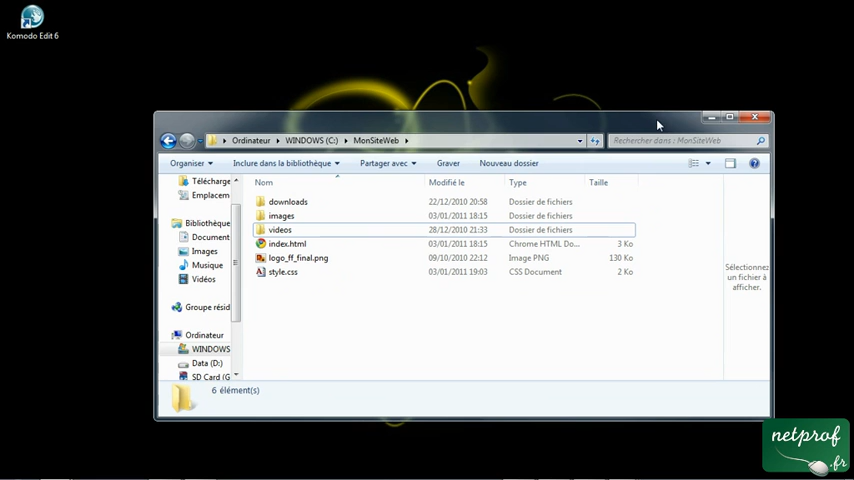 Komodo Edit 6
Ordinateur WINDOWS (C:) MonSiteWeb
Rechercher dans : MonSiteWeb
Organiser Inclure dans la bibliothèque Partager avec Graver Nouveau dossier
Nom Modifié le Type Taille
Télécharge
Emplacem
Bibliothèque
Document
Images
Musique
Vidéos
Groupe résid
Ordinateur
WINDOWS
Data (D:)
SD Card (G
downloads 22/12/2010 20:58 Dossier de fichiers
images 03/01/2011 18:15 Dossier de fichiers
videos 28/12/2010 21:33 Dossier de fichiers
index.html 03/01/2011 18:15 Chrome HTML Do... 3 Ko
logo_ff_final.png 09/10/2010 22:12 Image PNG 130 Ko
style.css 03/01/2011 19:03 CSS Document 2 Ko
Sélectionnez
un fichier à
afficher.
6 élément(s)
netprof
.fr